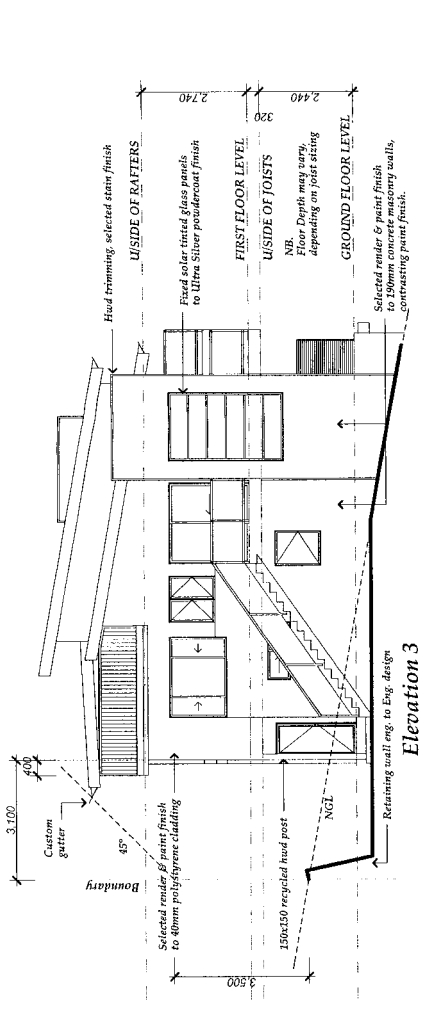 3,100
400
Custom
gutter
45°
Boundary
Selected render & paint finish
to 40mm polystyrene cladding
150x150 recycled hwd post
3,500
NGL
Retaining wall eng. to Eng. design
Elevation 3
Hwd trimming, selected stain finish
U/SIDE OF RAFTERS
2,740
Fixed solar tinted glass panels
to Ultra Silver powdercoat finish
FIRST FLOOR LEVEL
320
U/SIDE OF JOISTS
NB.
Floor Depth may vary,
depending on joist sizing
2,440
GROUND FLOOR LEVEL
Selected render & paint finish
to 190mm concrete masonry walls,
contrasting paint finish.